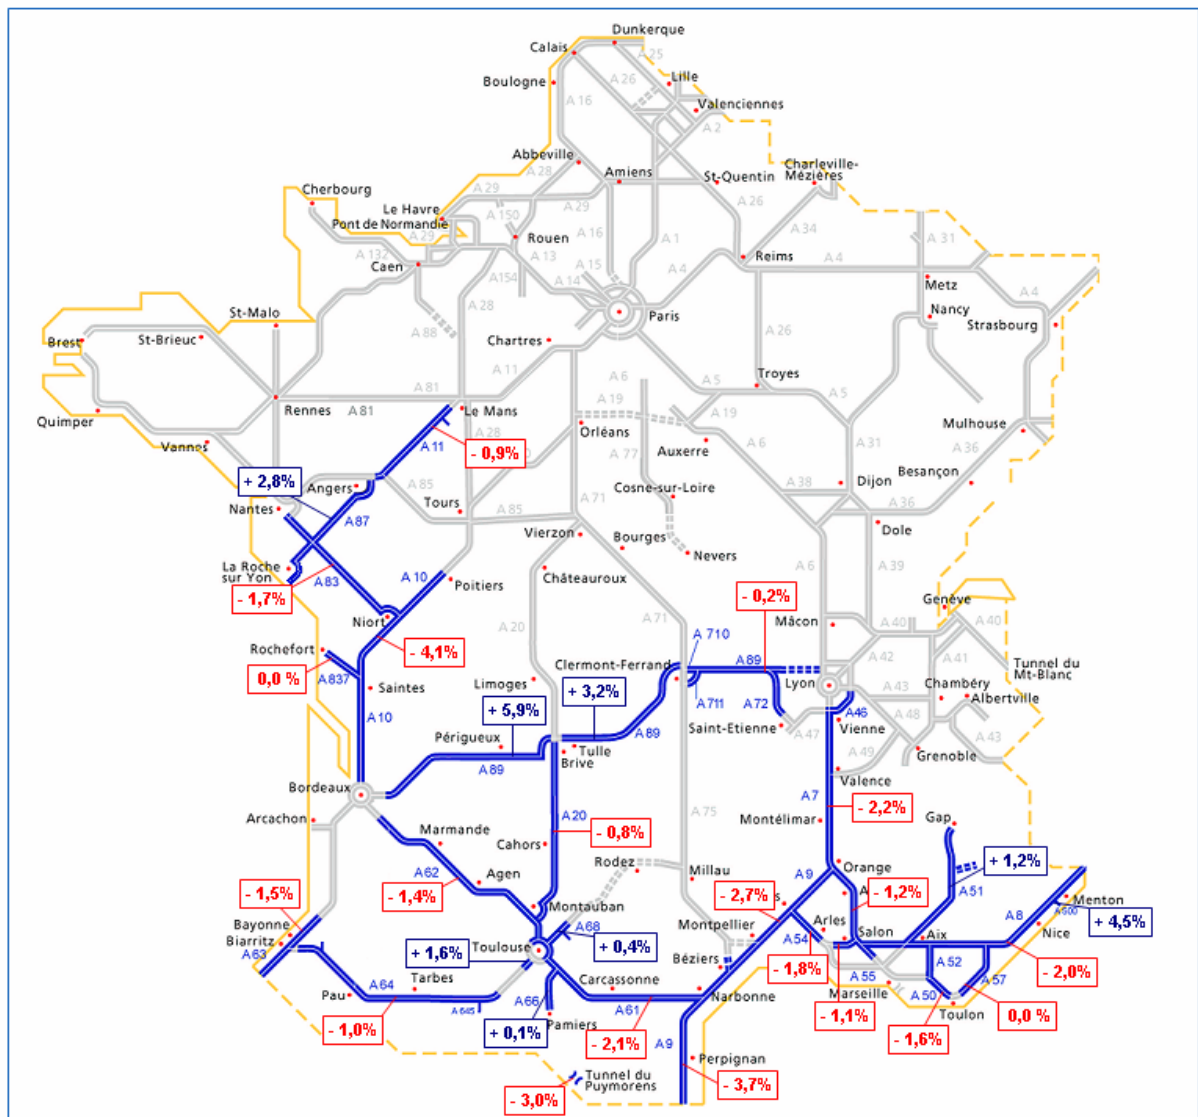 Dunkerque
Calais
A 25
Lille
A 26
Boulogne
A 16
Valenciennes
A 2
Abbeville
A 28
Amiens
St-Quentin
Charleville-
Mézières
Cherbourg
A 29
A 26
Le Havre
A 150
A 29
Pont de Normandie
A 34
A 29
Rouen
A 16
A 1
A 31
A 132
Caen
A 13
A 15
Reims
A 4
A154
A 14
A 4
Metz
A 28
A 4
St-Malo
Paris
Nancy
Strasbourg
A 88
A 26
Brest
St-Brieuc
Chartres
A 11
A 6
Troyes
A 5
A 5
A 81
A 19
Rennes
A 81
Le Mans
A 19
Quimper
Orléans
A 31
Mulhouse
Vannes
A 11
A 28
Auxerre
A 6
A 36
- 0,9%
A 77
Besançon
+ 2,8%
Angers
A 85
Cosne-sur-Loire
A 38
Dijon
Nantes
A 87
Tours
A 85
A 71
A 36
Vierzon
Bourges
Dole
Nevers
La Roche
sur Yon
A 83
A 10
Poitiers
Châteauroux
A 6
A 39
- 1,7%
- 0,2%
Genève
Niort
A 20
A 71
Mâcon
A 40
A 40
Rochefort
- 4,1%
A 710
A 42
A 41
0,0 %
A 837
Clermont-Ferrand
A 89
Tunnel du
Mt-Blanc
Saintes
Limoges
+ 3,2%
A 711
A 72
Lyon
A 43
Chambéry
Albertville
A 10
+ 5,9%
A 46
Saint-Etienne
A 47
Vienne
A 48
Périgueux
A 89
A 43
Tulle
Brive
A 49
Grenoble
A 89
Valence
Bordeaux
A 7
A 20
A 75
- 2,2%
Arcachon
Montélimar
Gap
Marmande
- 0,8%
Cahors
Rodez
+ 1,2%
A 62
Millau
Orange
A 9
Agen
- 1,5%
- 1,4%
- 2,7%
- 1,2%
A 51
Menton
Montauban
A 500
Bayonne
Arles
A 8
+ 4,5%
Biarritz
A 68
Montpellier
Salon
Aix
Nice
A 63
+ 1,6%
Toulouse
+ 0,4%
A 54
A 52
Béziers
- 1,8%
A 55
- 2,0%
A 64
Tarbes
Carcassonne
A 57
Pau
A 66
Narbonne
Marseille
A 50
A 645
A 61
Toulon
- 1,0%
+ 0,1%
Pamiers
- 1,1%
0,0 %
- 2,1%
A 9
- 1,6%
Perpignan
Tunnel du
Puymorens
- 3,7%
- 3,0%